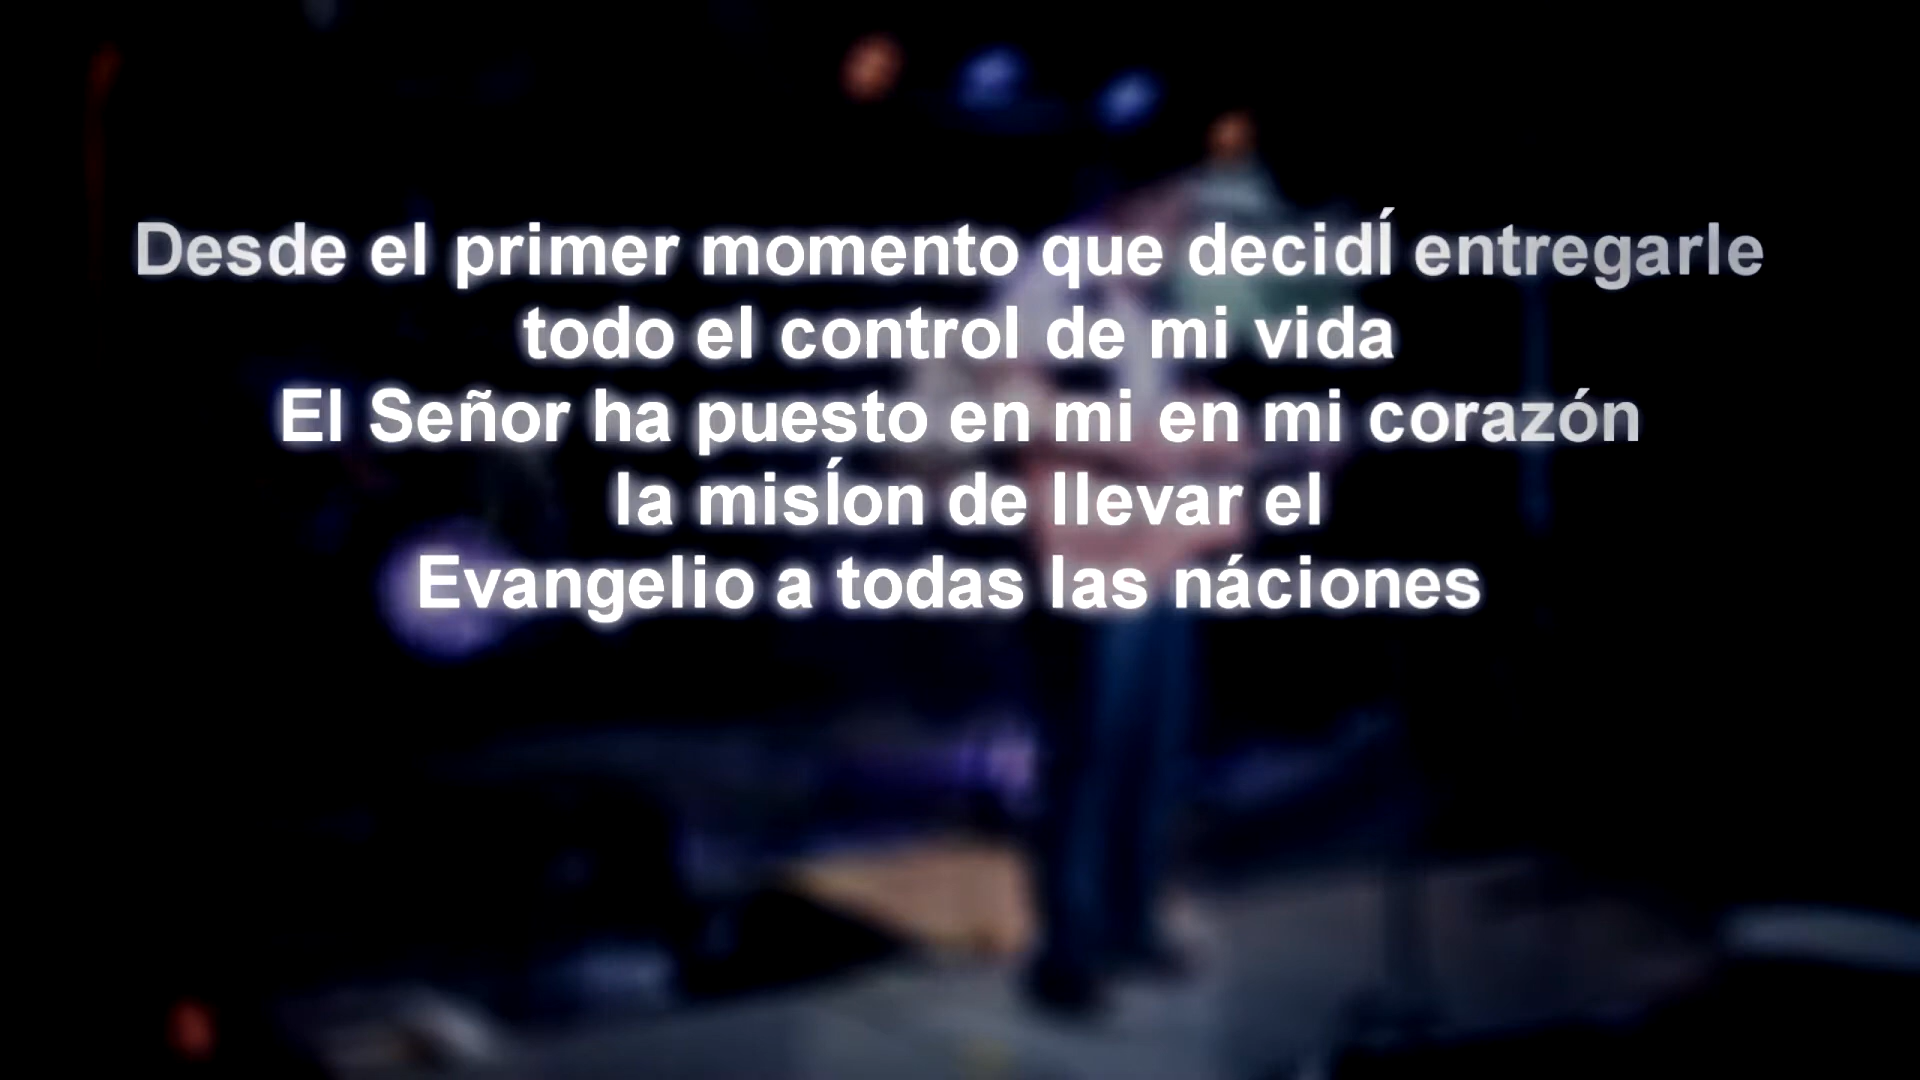 Desde el primer momento que decidÍ entregarle
todo el control de mi vida
El Señor ha puesto en mi en mi corazón
la misÍon de llevar el
Evangelio a todas las náciones